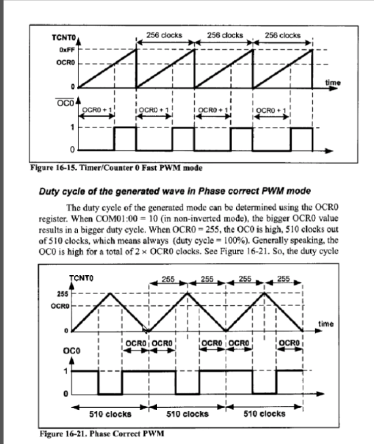 TCNT0
256 clocks 256 clocks 256 clocks
0xFF
OCR0
0
time
OC0
OCR0 + 1 OCR0 + 1 OCR0 + 1 OCR0 + 1
1
0
Figure 16-15. Timer/Counter 0 Fast PWM mode
Duty cycle of the generated wave in Phase correct PWM mode
The duty cycle of the generated mode can be determined using the OCR0
register. When COM01:00 = 10 (in non-inverted mode), the bigger OCR0 value
results in a bigger duty cycle. When OCR0 = 255, the OC0 is high, 510 clocks out
of 510 clocks, which means always (duty cycle = 100%). Generally speaking, the
OC0 is high for a total of 2 × OCR0 clocks. See Figure 16-21. So, the duty cycle
TCNT0
255 255 255 255
255
OCR0
0
time
OC0
OCR0 OCR0 OCR0 OCR0 OCR0
1
0
510 clocks 510 clocks 510 clocks
Figure 16-21. Phase Correct PWM